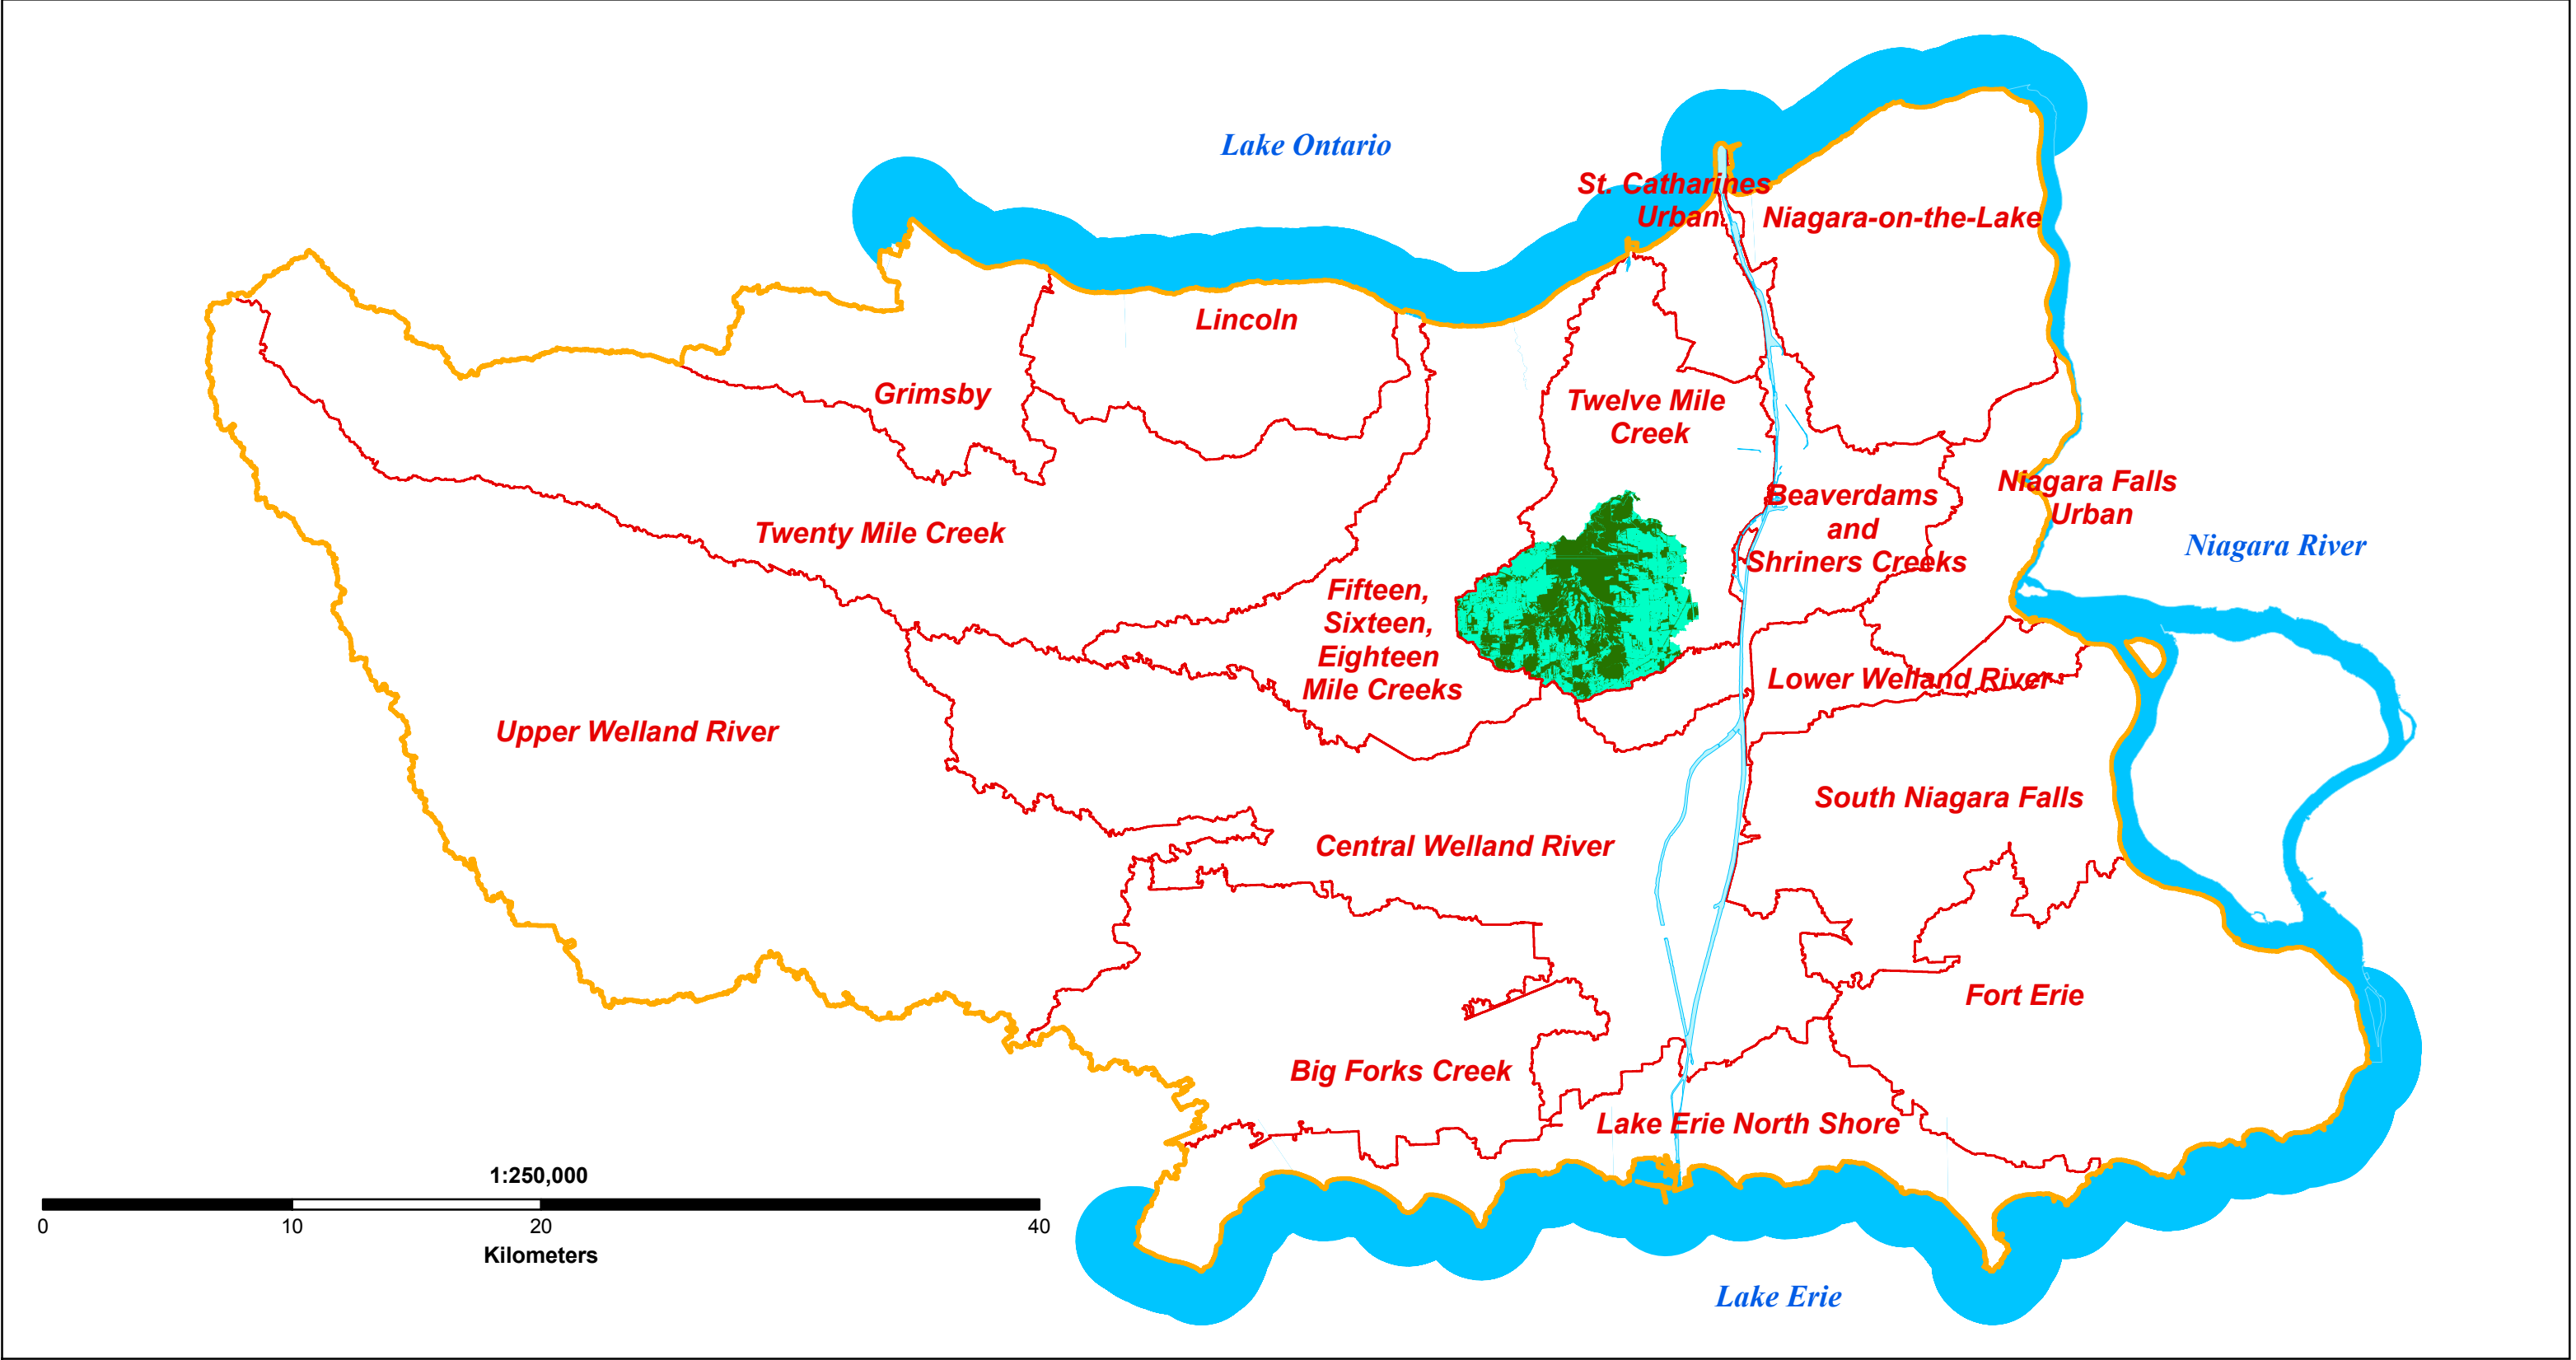 Lake Ontario
St. Catharines
Urban
Niagara-on-the-Lake
Lincoln
Grimsby
Twelve Mile
Creek
Niagara Falls
Urban
Beaverdams
and
Shriners Creeks
Twenty Mile Creek
Niagara River
Fifteen,
Sixteen,
Eighteen
Mile Creeks
Lower Welland River
Upper Welland River
South Niagara Falls
Central Welland River
Fort Erie
Big Forks Creek
Lake Erie North Shore
1:250,000
0 10 20 40
Kilometers
Lake Erie